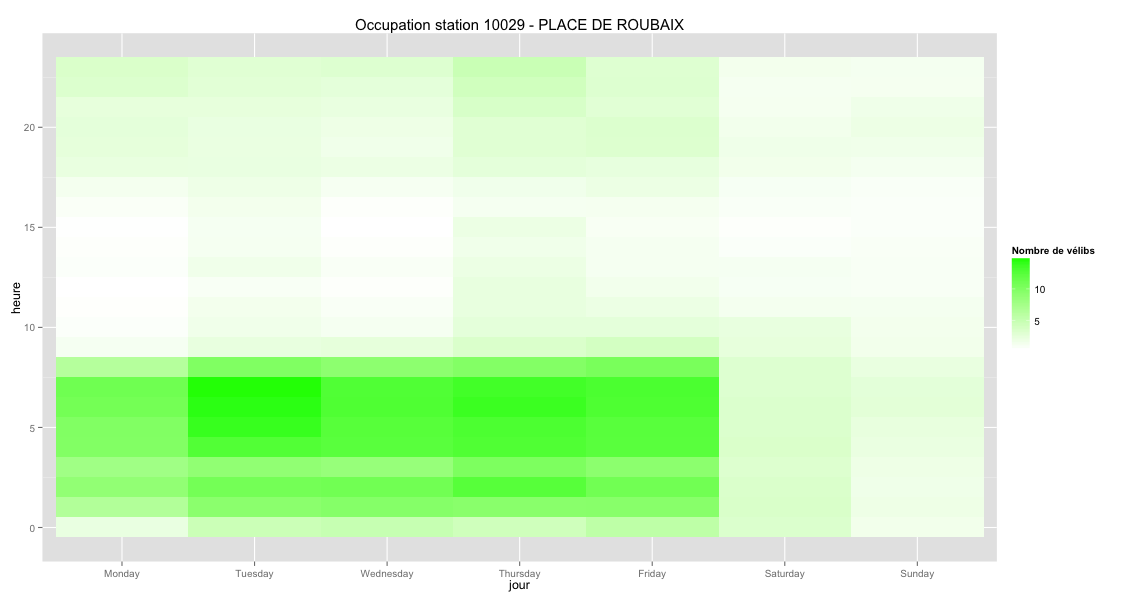 Occupation station 10029 - PLACE DE ROUBAIX
heure
20
15
10
5
0
Monday Tuesday Wednesday Thursday Friday Saturday Sunday
jour
Nombre de vélibs
10
5